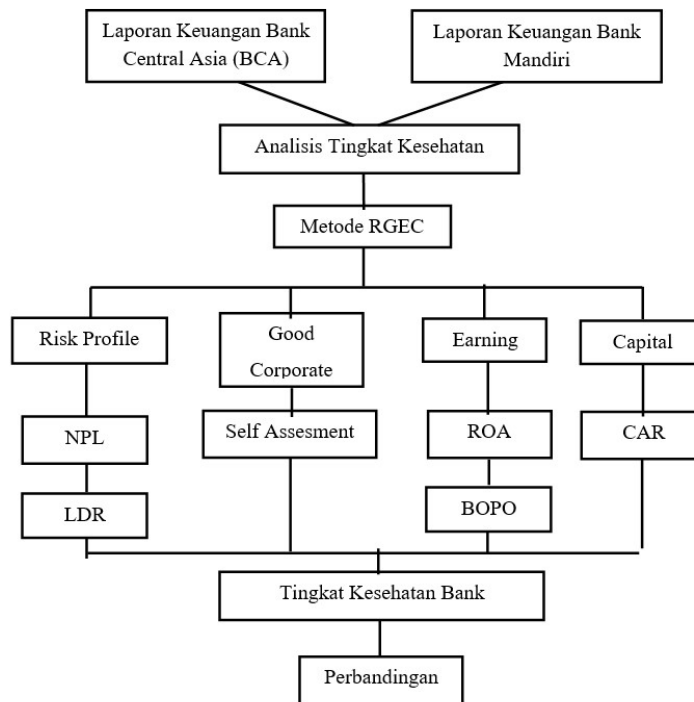 Laporan Keuangan Bank
Central Asia (BCA)
Laporan Keuangan Bank
Mandiri
Analisis Tingkat Kesehatan
Metode RGEC
Risk Profile
Good
Corporate
Earning
Capital
NPL
Self Assesment
ROA
CAR
LDR
BOPO
Tingkat Kesehatan Bank
Perbandingan